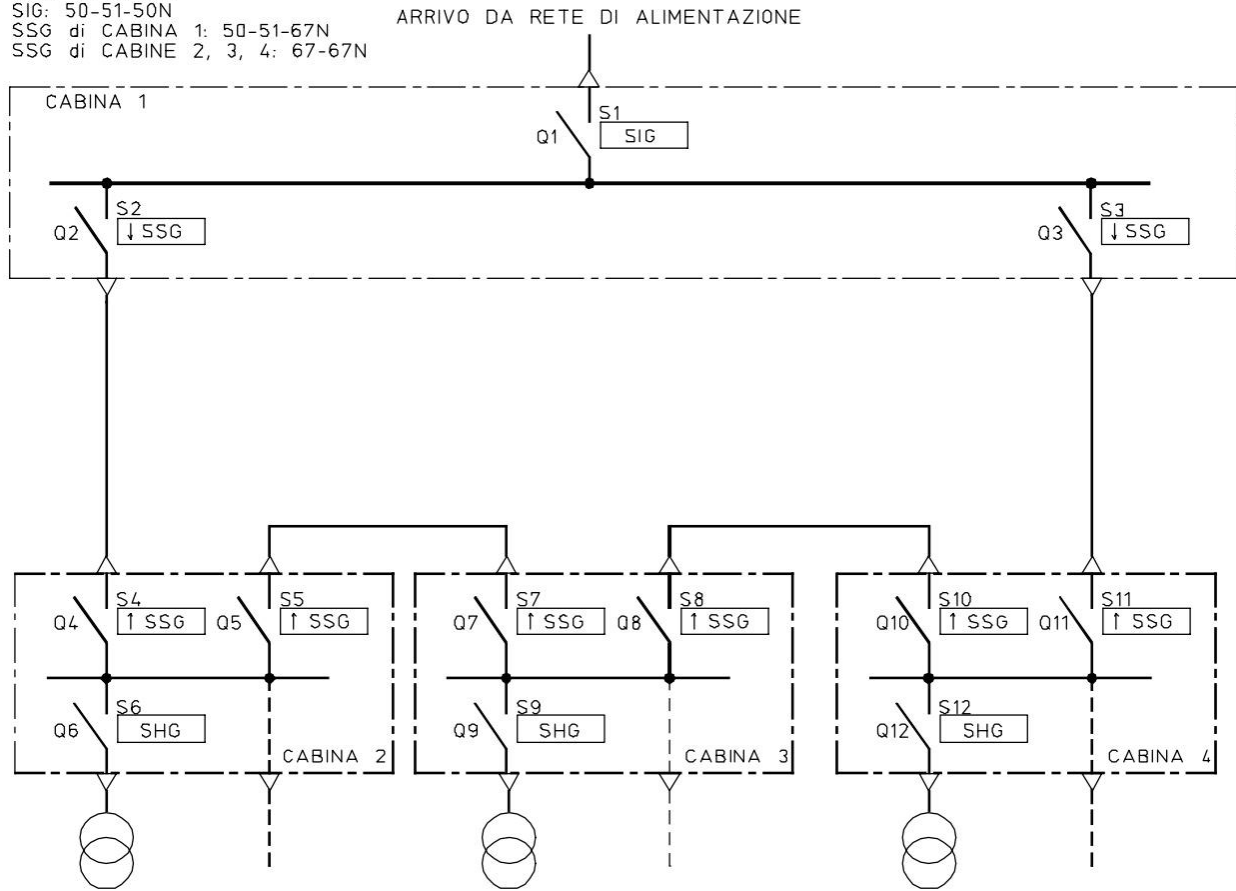 SIG: 50-51-50N
SSG di CABINA 1: 50-51-67N
SSG di CABINE 2, 3, 4: 67-67N
ARRIVO DA RETE DI ALIMENTAZIONE
CABINA 1
S1
Q1
SIG
S2
Q2
↓ SSG
S3
Q3
↓ SSG
S4
Q4
↑ SSG
S5
Q5
↑ SSG
S6
Q6
SHG
CABINA 2
S7
Q7
↑ SSG
S8
Q8
↑ SSG
S9
Q9
SHG
CABINA 3
S10
Q10
↑ SSG
S11
Q11
↑ SSG
S12
Q12
SHG
CABINA 4